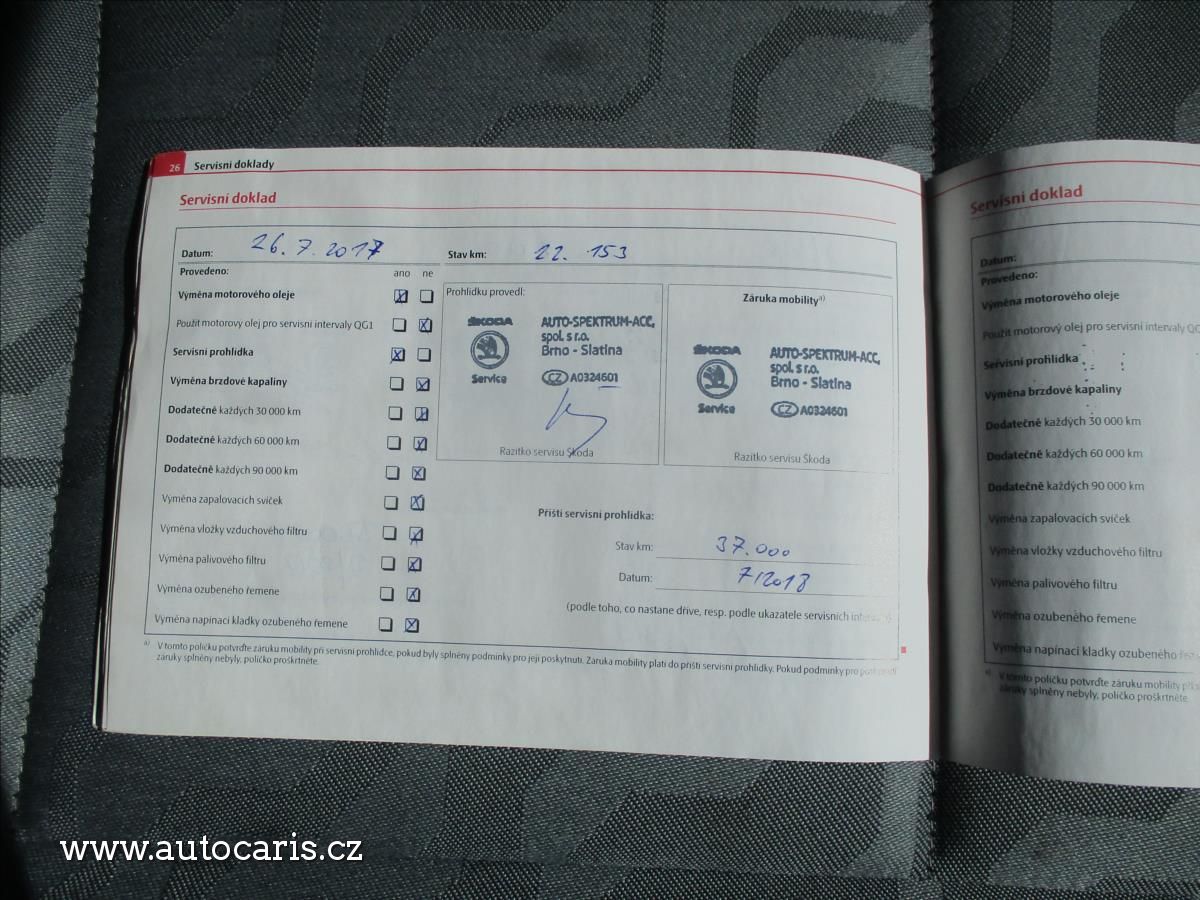 26 Servisní doklady
Servisní doklad
Datum: 26. 7. 2017 Stav km: 22. 153
Provedeno: ano ne
Výměna motorového oleje
Použit motorový olej pro servisní intervaly QG1
Servisní prohlídka
Výměna brzdové kapaliny
Dodatečně každých 30 000 km
Dodatečně každých 60 000 km
Dodatečně každých 90 000 km
Výměna zapalovacích svíček
Výměna vložky vzduchového filtru
Výměna palivového filtru
Výměna ozubeného řemene
Výměna napínací kladky ozubeného řemene
Prohlídku provedl:
ŠKODA
Service
AUTO-SPEKTRUM-ACC,
spol. s r.o.
Brno - Slatina
CZ A0324601
Razítko servisu Škoda
Záruka mobility a)
ŠKODA
Service
AUTO-SPEKTRUM-ACC,
spol. s r.o.
Brno - Slatina
CZ A0324601
Razítko servisu Škoda
Příští servisní prohlídka:
Stav km: 37.000
Datum: 7/2018
(podle toho, co nastane dříve, resp. podle ukazatele servisních
a) V tomto políčku potvrďte záruku mobility při servisní prohlídce, pokud byly splněny podmínky pro její poskytnutí. Záruka mobility platí do příští servisní prohlídky. Pokud podmínky pro
záruky splněny nebyly, políčko proškrtněte.
Servisní doklad
Datum:
Provedeno:
Výměna motorového oleje
Použit motorový olej pro servisní intervaly
Servisní prohlídka
Výměna brzdové kapaliny
Dodatečně každých 30 000 km
Dodatečně každých 60 000 km
Dodatečně každých 90 000 km
Výměna zapalovacích svíček
Výměna vložky vzduchového filtru
Výměna palivového filtru
Výměna ozubeného řemene
Výměna napínací kladky ozubeného
a) V tomto políčku potvrďte záruku mobility
záruky splněny nebyly, políčko proškrtněte.
www.autocaris.cz